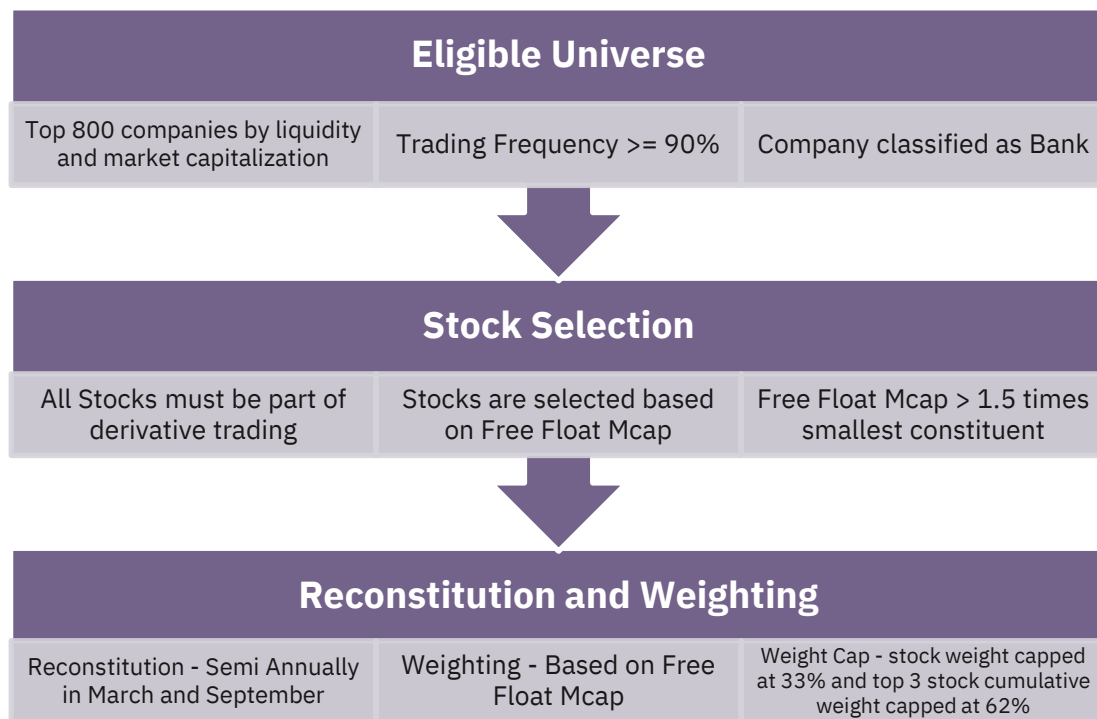 Eligible Universe
Top 800 companies by liquidity
and market capitalization
Trading Frequency >= 90%
Company classified as Bank
Stock Selection
All Stocks must be part of
derivative trading
Stocks are selected based
on Free Float Mcap
Free Float Mcap > 1.5 times
smallest constituent
Reconstitution and Weighting
Reconstitution - Semi Annually
in March and September
Weighting - Based on Free
Float Mcap
Weight Cap - stock weight capped
at 33% and top 3 stock cumulative
weight capped at 62%